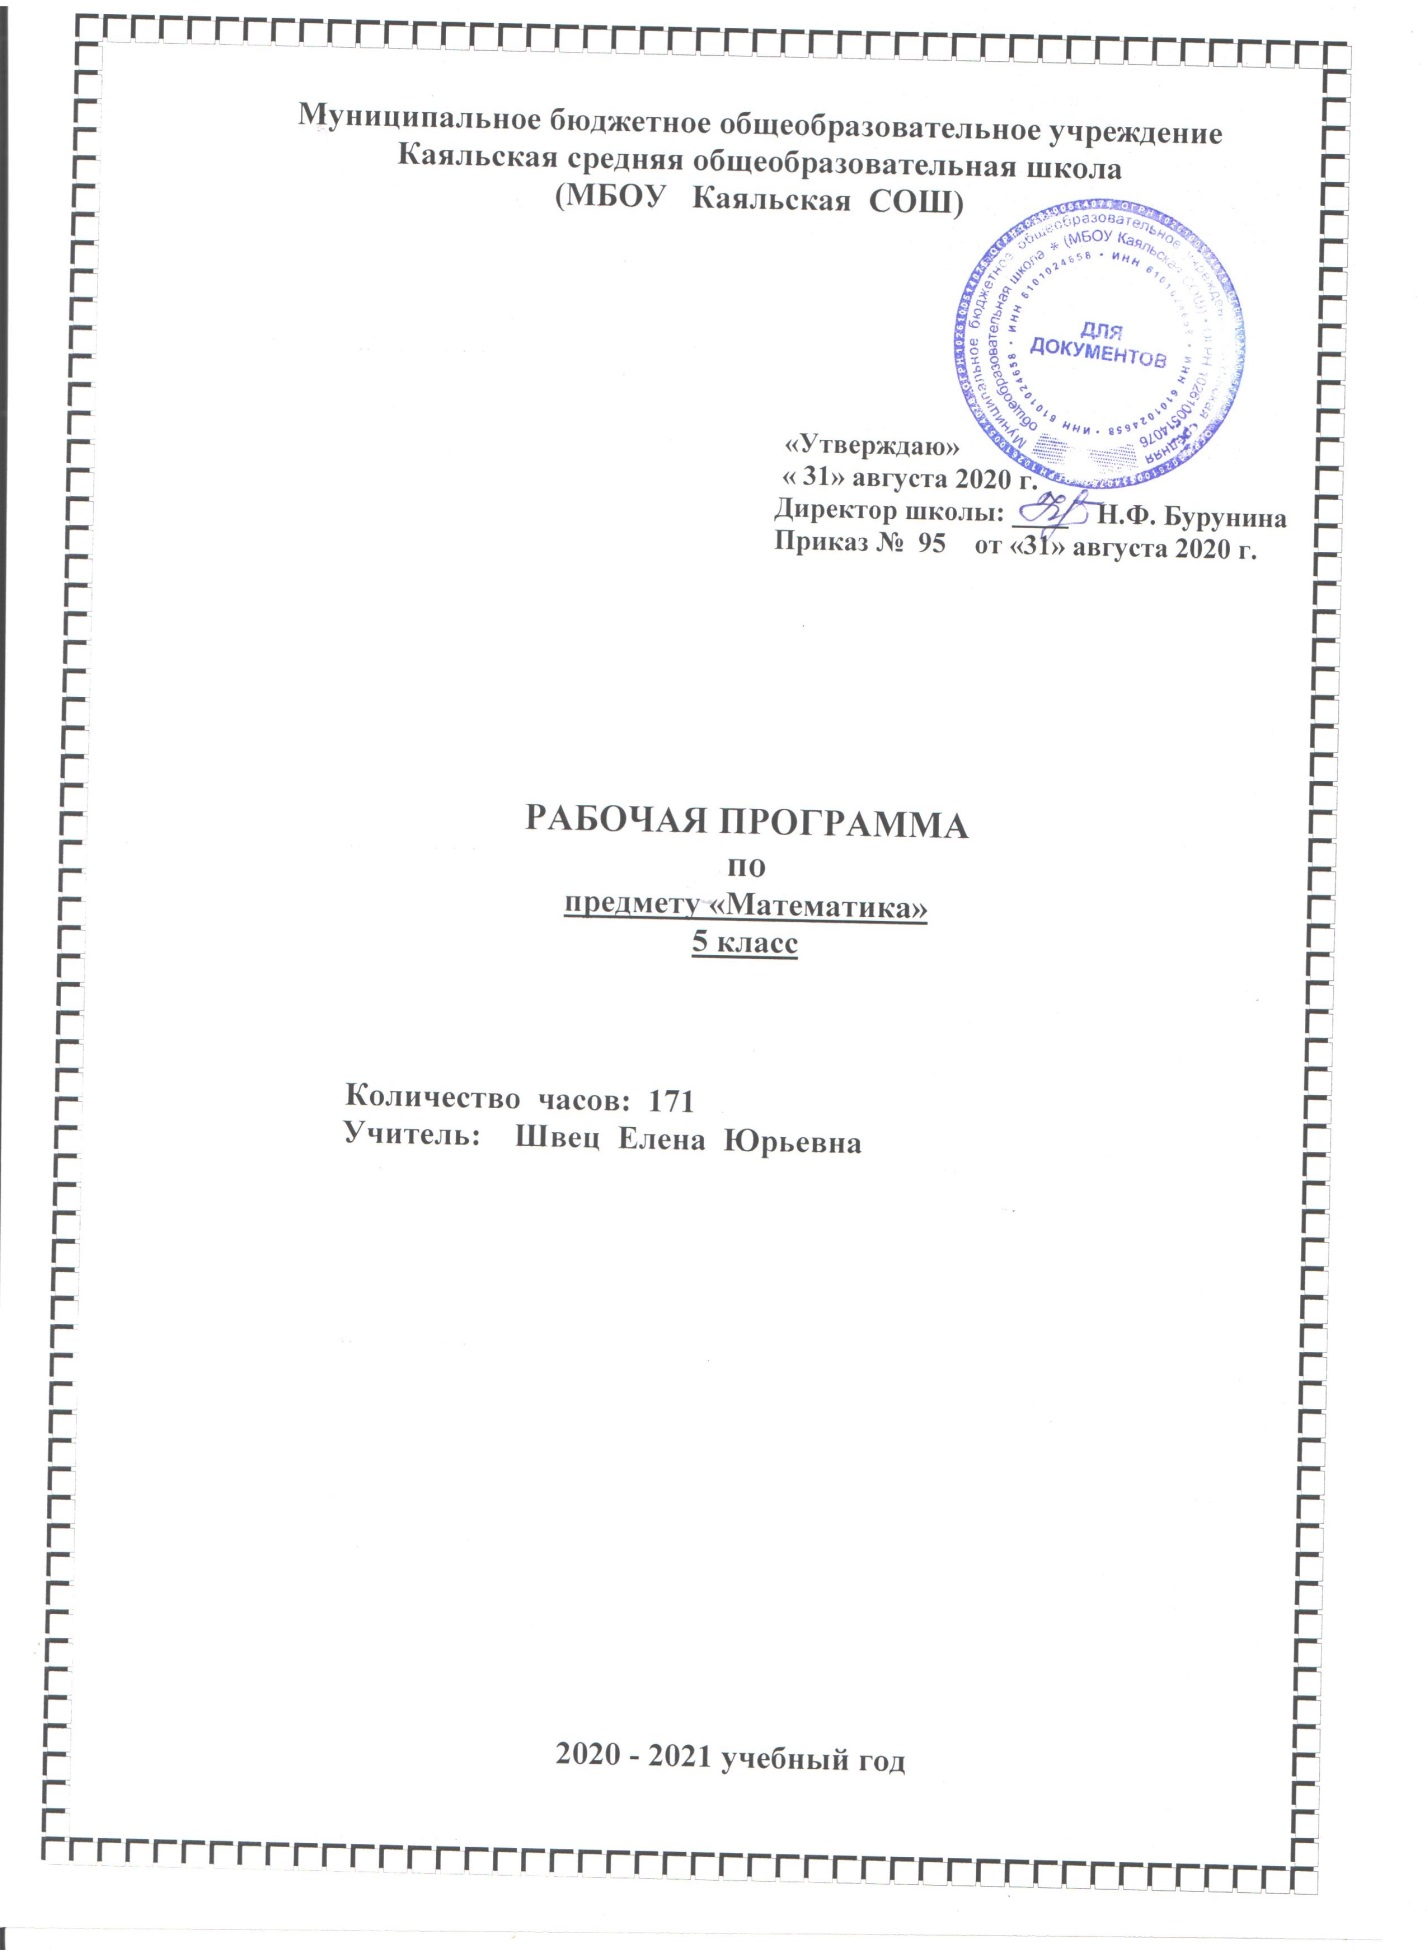 Муниципальное бюджетное общеобразовательное учреждение
Каяльская средняя общеобразовательная школа
(МБОУ Каяльская СОШ)
ДЛЯ
ДОКУМЕНТОВ
«Утверждаю»
« 31» августа 2020 г.
Директор школы: ____ Н.Ф. Бурунина
Приказ № 95 от «31» августа 2020 г.
РАБОЧАЯ ПРОГРАММА
по
предмету «Математика»
5 класс
Количество часов: 171
Учитель: Швец Елена Юрьевна
2020 - 2021 учебный год